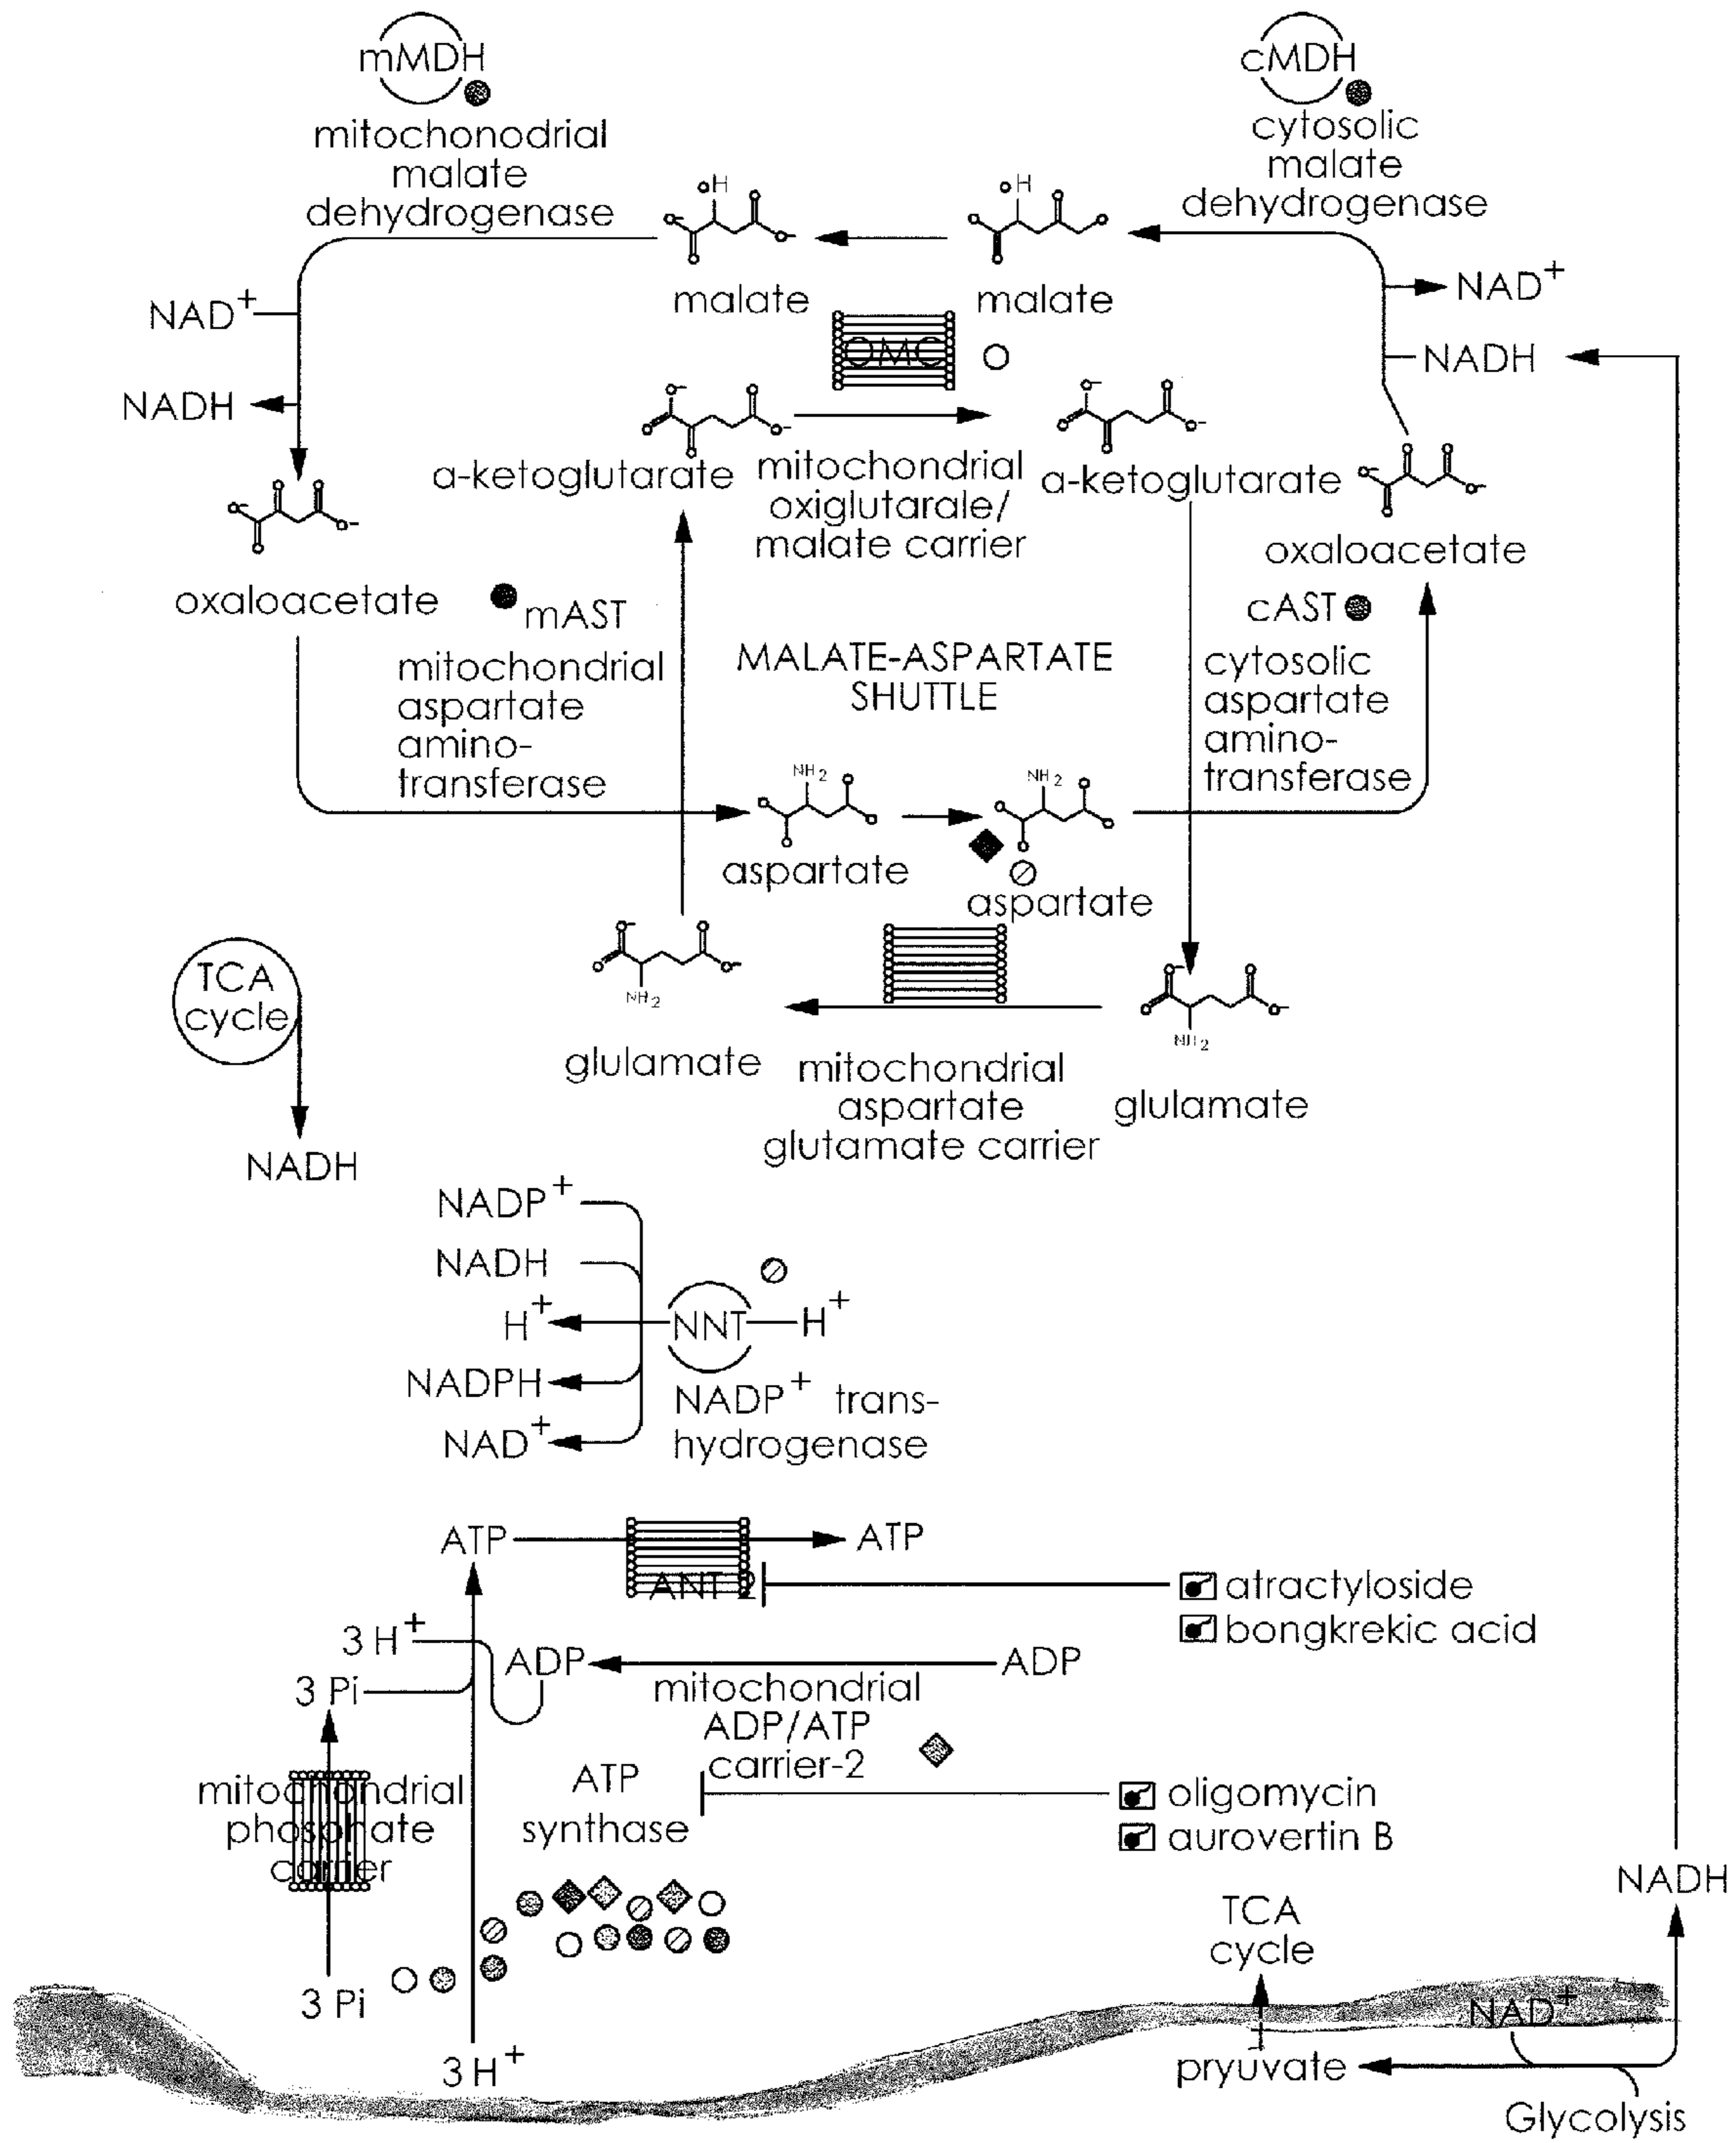 mMDH
mitochonodrial
malate
dehydrogenase
cMDH
cytosolic
malate
dehydrogenase
OH
OH
malate
malate
NAD+
NADH
NAD+
NADH
OMC
a-ketoglutarate
mitochondrial
oxiglutarale/
malate carrier
a-ketoglutarate
oxaloacetate
oxaloacetate
mAST
mitochondrial
aspartate
amino-
transferase
MALATE-ASPARTATE
SHUTTLE
cAST
cytosolic
aspartate
amino-
transferase
NH2
NH2
aspartate
aspartate
TCA
cycle
NADH
NH2
NH2
glulamate
mitochondrial
aspartate
glutamate carrier
glulamate
NADP+
NADH
H+
NADPH
NAD+
NNT
H+
NADP+ trans-
hydrogenase
ATP
ATP
ANT-2
atractyloside
bongkrekic acid
3 H+
3 Pi
ADP
ADP
mitochondrial
ADP/ATP
carrier-2
mitochondrial
phosphate
carrier
ATP
synthase
oligomycin
aurovertin B
3 Pi
3 H+
TCA
cycle
NADH
NAD+
pryuvate
Glycolysis